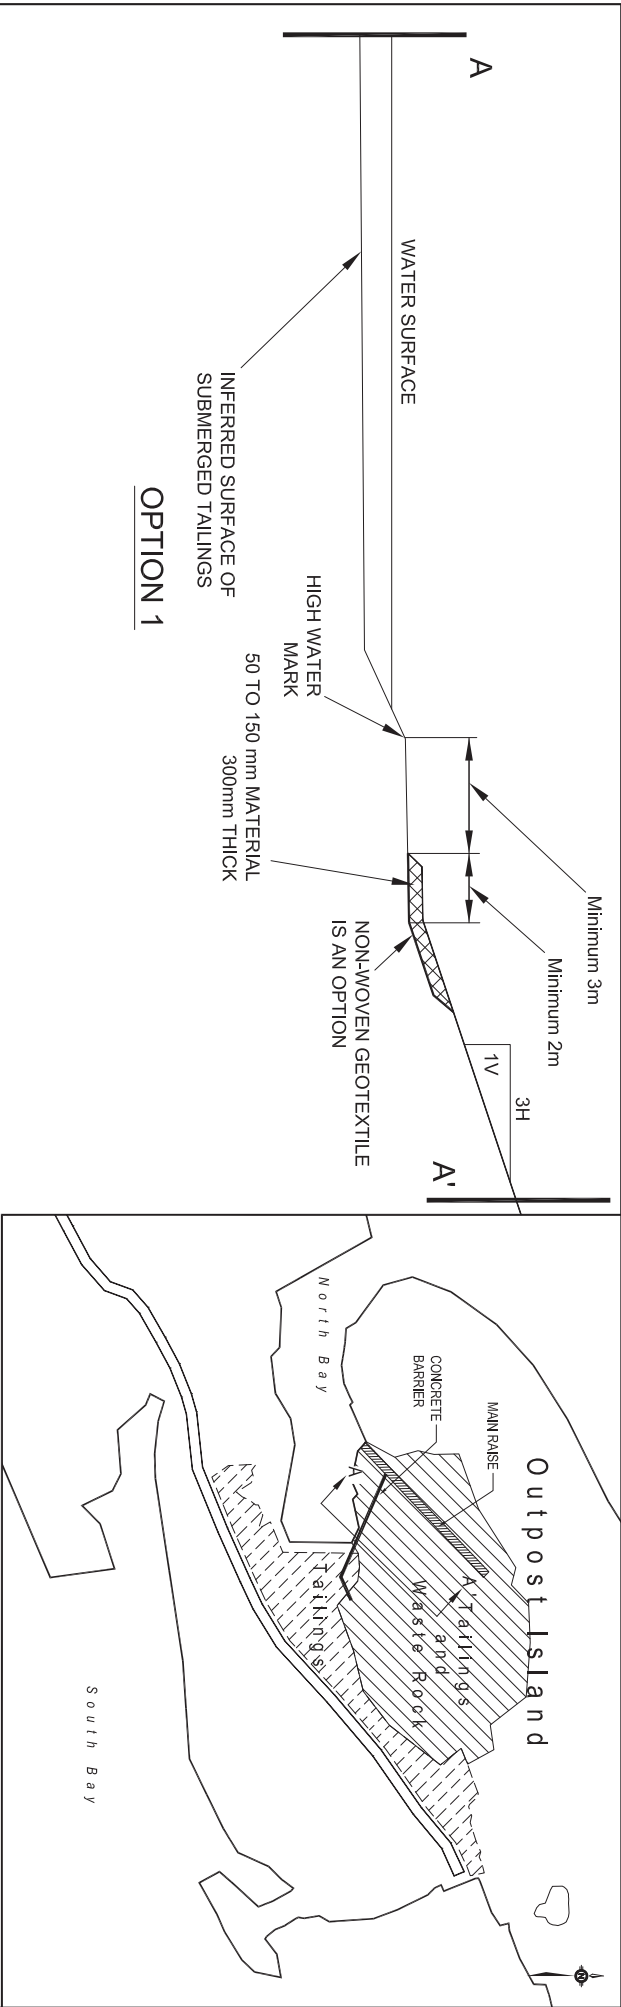 A
WATER SURFACE
INFERRED SURFACE OF
SUBMERGED TAILINGS
OPTION 1
HIGH WATER
MARK
50 TO 150 mm MATERIAL
300mm THICK
Minimum 3m
Minimum 2m
NON-WOVEN GEOTEXTILE
IS AN OPTION
1V
3H
A'
Outpost Island
MAIN RAISE
CONCRETE
BARRIER
North Bay
A
A'
Tailings
and
Waste Rock
Tailings
South Bay
N